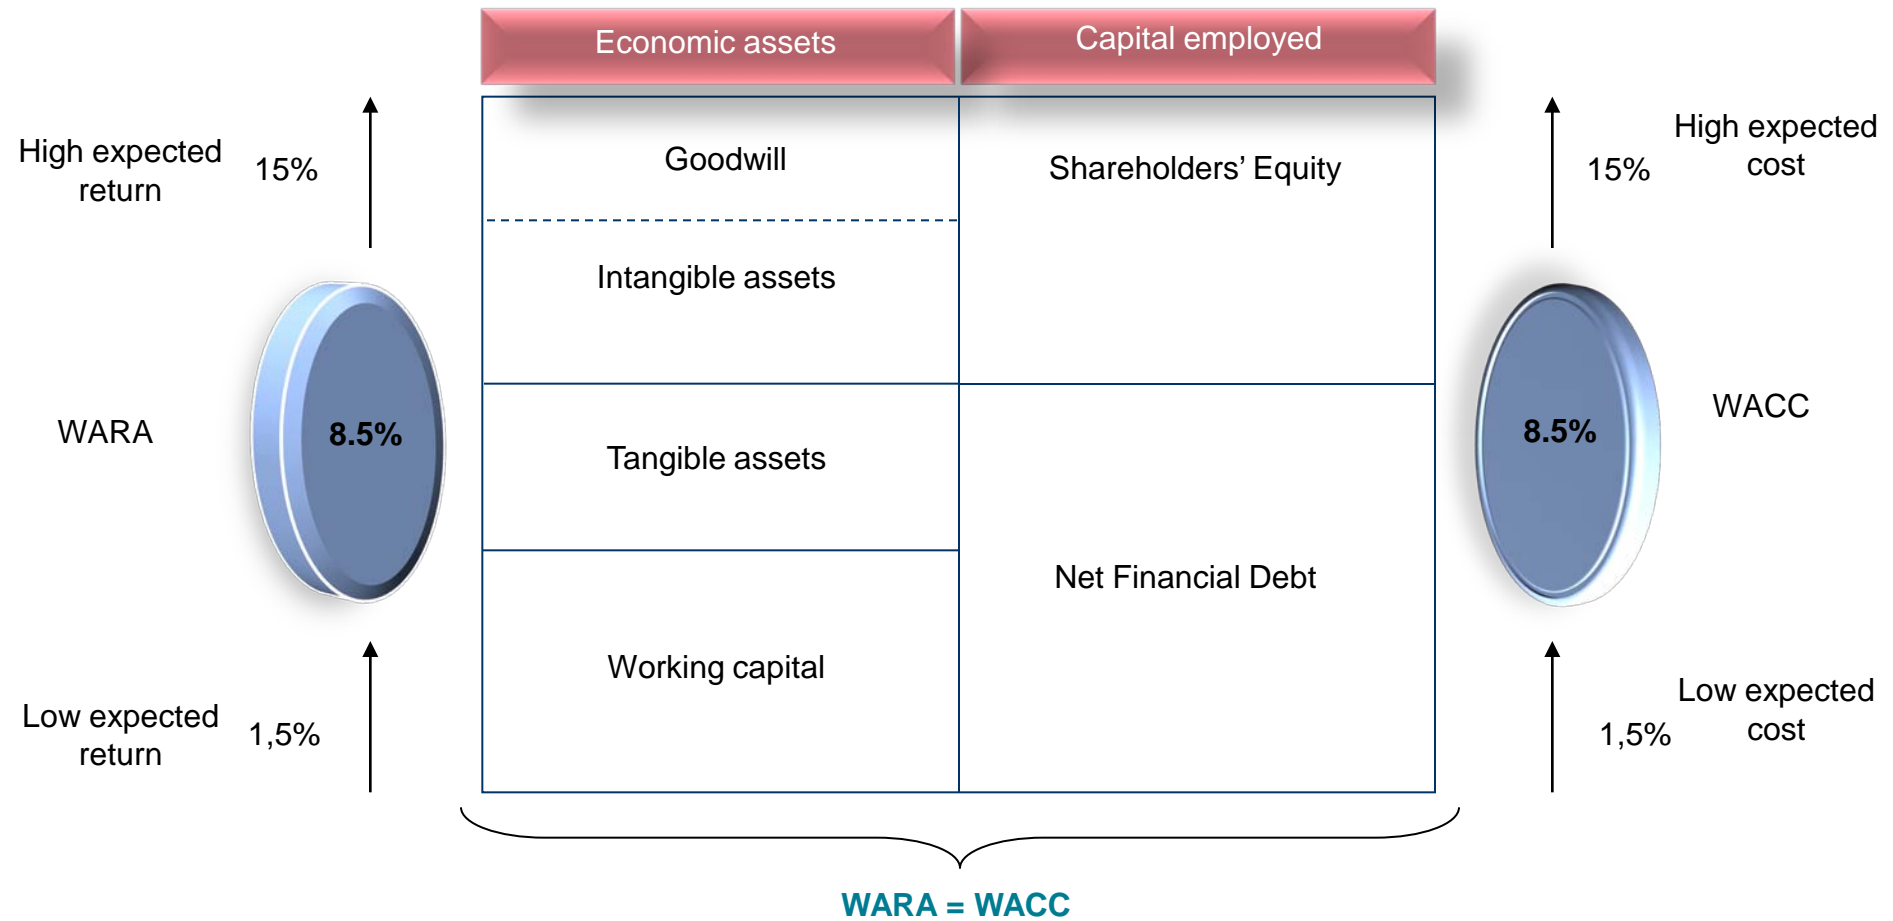 Economic assets
Capital employed
High expected
return
15%
Goodwill
Shareholders’ Equity
15%
High expected
cost
Intangible assets
WARA
8.5%
Tangible assets
8.5%
WACC
Net Financial Debt
Working capital
Low expected
return
1,5%
1,5%
Low expected
cost
WARA = WACC